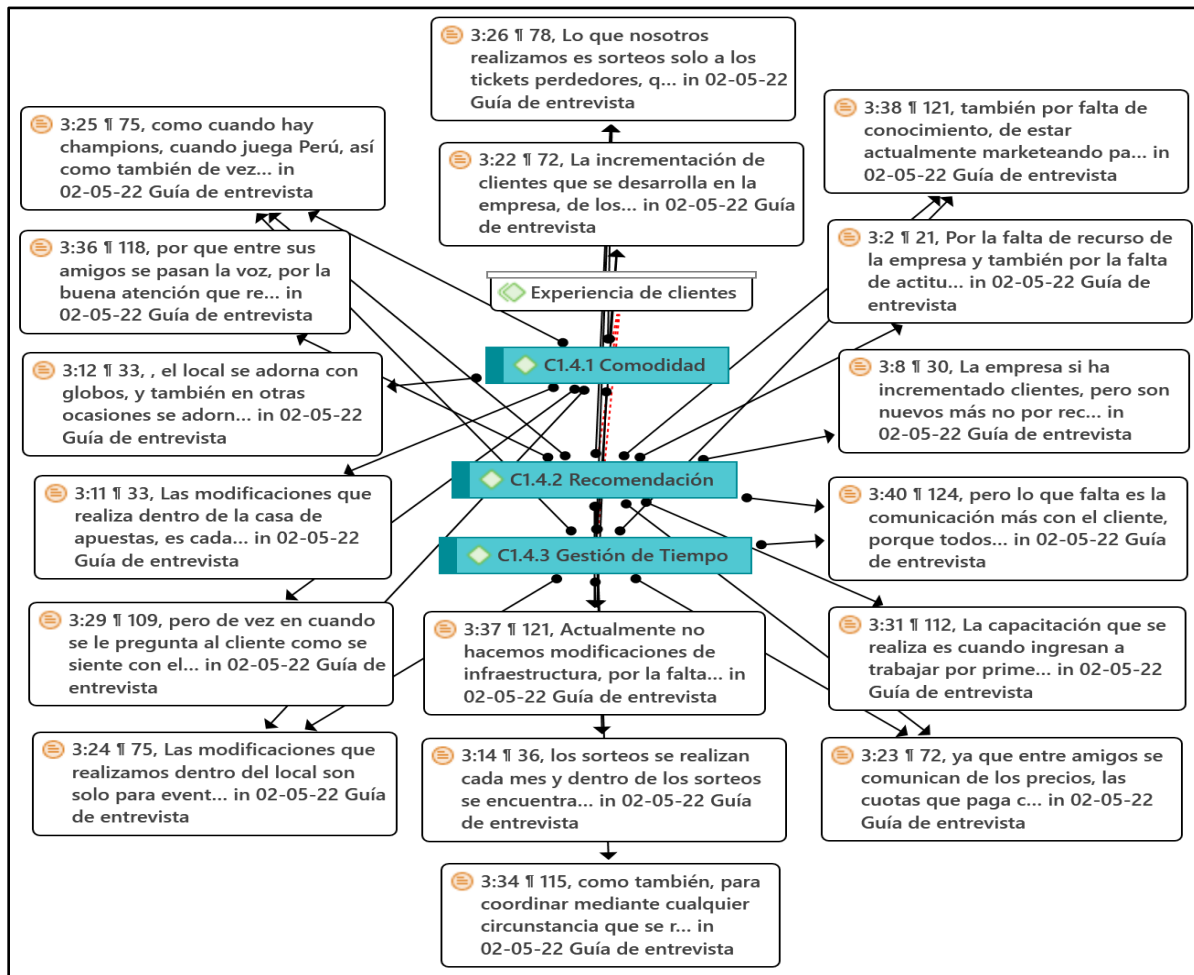 3:26 ¶ 78, Lo que nosotros
realizamos es sorteos solo a los
tickets perdedores, q... in 02-05-22
Guía de entrevista
3:25 ¶ 75, como cuando hay
champions, cuando juega Perú, así
como también de vez... in
02-05-22 Guía de entrevista
3:38 ¶ 121, también por falta de
conocimiento, de estar
actualmente marketeando pa... in
02-05-22 Guía de entrevista
3:22 ¶ 72, La incrementación de
clientes que se desarrolla en la
empresa, de los... in 02-05-22 Guía
de entrevista
3:36 ¶ 118, por que entre sus
amigos se pasan la voz, por la
buena atención que re... in
02-05-22 Guía de entrevista
3:2 ¶ 21, Por la falta de recurso de
la empresa y también por la falta
de actitu... in 02-05-22 Guía de
entrevista
Experiencia de clientes
C1.4.1 Comodidad
3:12 ¶ 33, , el local se adorna con
globos, y también en otras
ocasiones se adorn... in 02-05-22
Guía de entrevista
3:8 ¶ 30, La empresa si ha
incrementado clientes, pero son
nuevos más no por rec... in
02-05-22 Guía de entrevista
C1.4.2 Recomendación
3:11 ¶ 33, Las modificaciones que
realiza dentro de la casa de
apuestas, es cada... in 02-05-22
Guía de entrevista
3:40 ¶ 124, pero lo que falta es la
comunicación más con el cliente,
porque todos... in 02-05-22 Guía
de entrevista
C1.4.3 Gestión de Tiempo
3:29 ¶ 109, pero de vez en cuando
se le pregunta al cliente como se
siente con el... in 02-05-22 Guía de
entrevista
3:37 ¶ 121, Actualmente no
hacemos modificaciones de
infraestructura, por la falta... in
02-05-22 Guía de entrevista
3:31 ¶ 112, La capacitación que se
realiza es cuando ingresan a
trabajar por prime... in 02-05-22
Guía de entrevista
3:24 ¶ 75, Las modificaciones que
realizamos dentro del local son
solo para event... in 02-05-22 Guía
de entrevista
3:14 ¶ 36, los sorteos se realizan
cada mes y dentro de los sorteos
se encuentra... in 02-05-22 Guía
de entrevista
3:23 ¶ 72, ya que entre amigos se
comunican de los precios, las
cuotas que paga c... in 02-05-22
Guía de entrevista
3:34 ¶ 115, como también, para
coordinar mediante cualquier
circunstancia que se r... in
02-05-22 Guía de entrevista